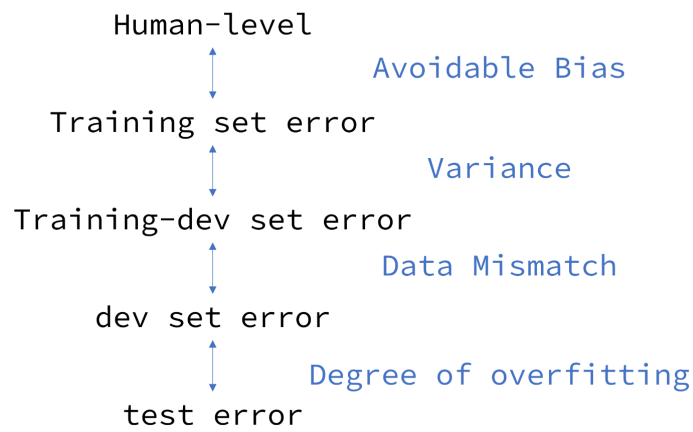 Human-level
Avoidable Bias
Training set error
Variance
Training-dev set error
Data Mismatch
dev set error
Degree of overfitting
test error